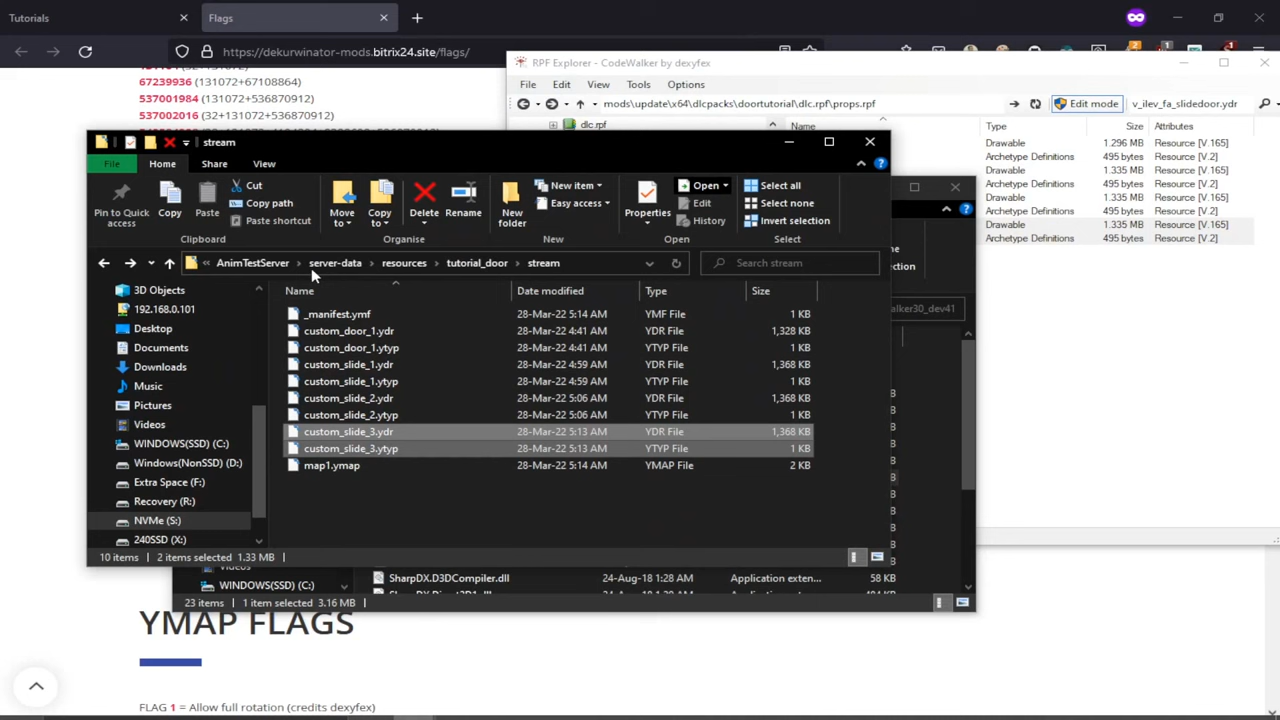 Tutorials
Flags
https://dekurwinator-mods.bitrix24.site/flags/
67239936 (131072+67108864)
537001984 (131072+536870912)
537002016 (32+131072+536870912)
RPF Explorer - CodeWalker by dexyfex
File Edit View Tools Options
mods\update\x64\dlcpacks\doortutorial\dlc.rpf\props.rpf
Edit mode
v_ilev_fa_slidedoor.ydr
dlc.rpf
Name
Type Size Attributes
Drawable 1.296 MB Resource [V.165]
Archetype Definitions 495 bytes Resource [V.2]
Drawable 1.335 MB Resource [V.165]
Archetype Definitions 495 bytes Resource [V.2]
Drawable 1.335 MB Resource [V.165]
Archetype Definitions 495 bytes Resource [V.2]
Drawable 1.335 MB Resource [V.165]
Archetype Definitions 495 bytes Resource [V.2]
stream
File Home Share View
Pin to Quick access
Copy
Paste
Cut
Copy path
Paste shortcut
Clipboard
Move to
Copy to
Delete
Rename
Organise
New folder
New item
Easy access
New
Properties
Open
Edit
History
Open
Select all
Select none
Invert selection
Select
AnimTestServer server-data resources tutorial_door stream
Search stream
Name Date modified Type Size
_manifest.ymf 28-Mar-22 5:14 AM YMF File 1 KB
custom_door_1.ydr 28-Mar-22 4:41 AM YDR File 1,328 KB
custom_door_1.ytyp 28-Mar-22 4:41 AM YTYP File 1 KB
custom_slide_1.ydr 28-Mar-22 4:59 AM YDR File 1,368 KB
custom_slide_1.ytyp 28-Mar-22 4:59 AM YTYP File 1 KB
custom_slide_2.ydr 28-Mar-22 5:06 AM YDR File 1,368 KB
custom_slide_2.ytyp 28-Mar-22 5:06 AM YTYP File 1 KB
custom_slide_3.ydr 28-Mar-22 5:13 AM YDR File 1,368 KB
custom_slide_3.ytyp 28-Mar-22 5:13 AM YTYP File 1 KB
map1.ymap 28-Mar-22 5:14 AM YMAP File 2 KB
3D Objects
192.168.0.101
Desktop
Documents
Downloads
Music
Pictures
Videos
WINDOWS(SSD) (C:)
Windows(NonSSD) (D:)
Extra Space (F:)
Recovery (R:)
NVMe (S:)
240SSD (X:)
10 items 2 items selected 1.33 MB
WINDOWS(SSD) (C:)
SharpDX.D3DCompiler.dll 24-Aug-18 1:28 AM Application exten... 58 KB
23 items 1 item selected 3.16 MB
YMAP FLAGS
FLAG 1 = Allow full rotation (credits dexyfex)